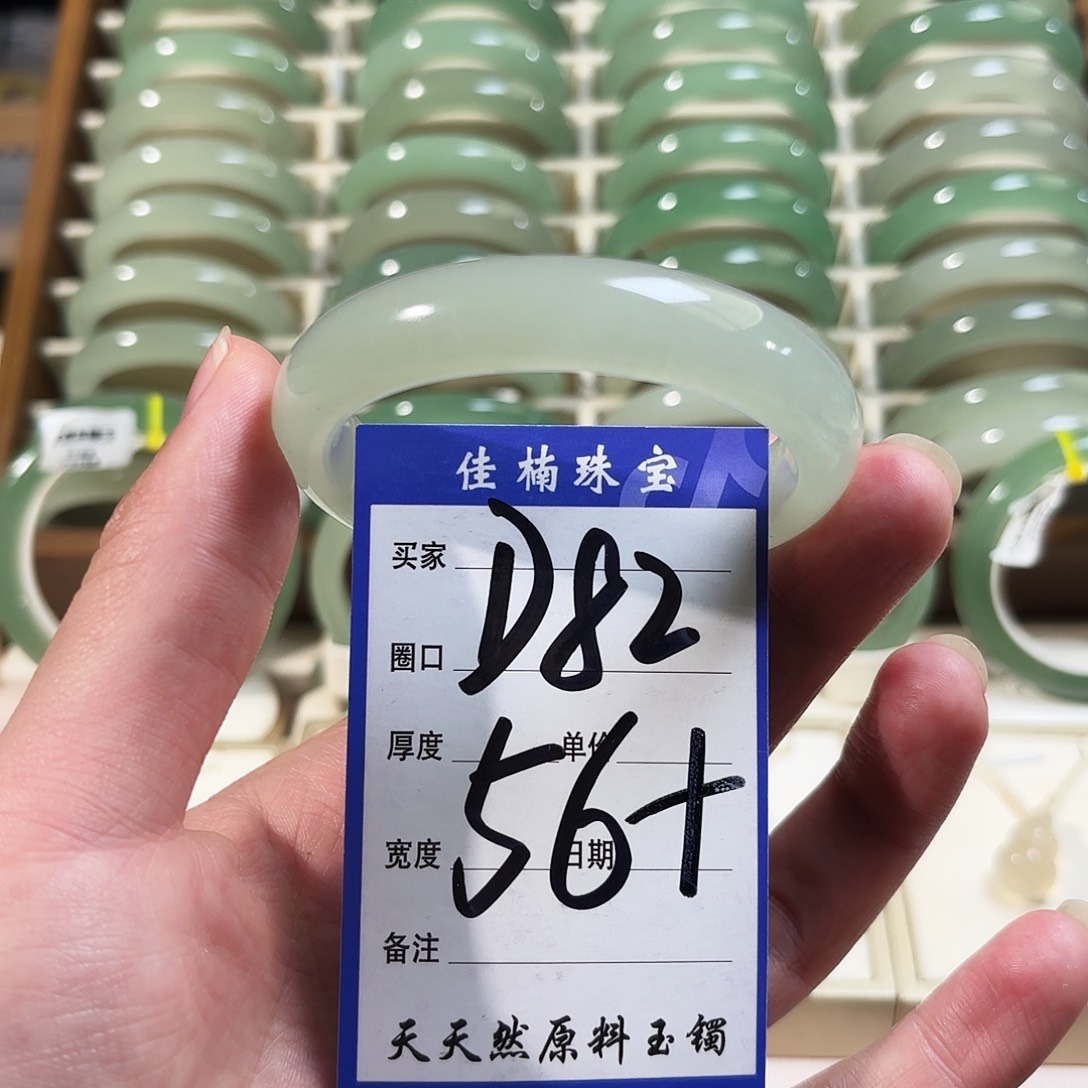 佳楠珠宝
买家
D82
圈口
厚度 单价
56+
宽度 日期
备注
天天然原料玉镯